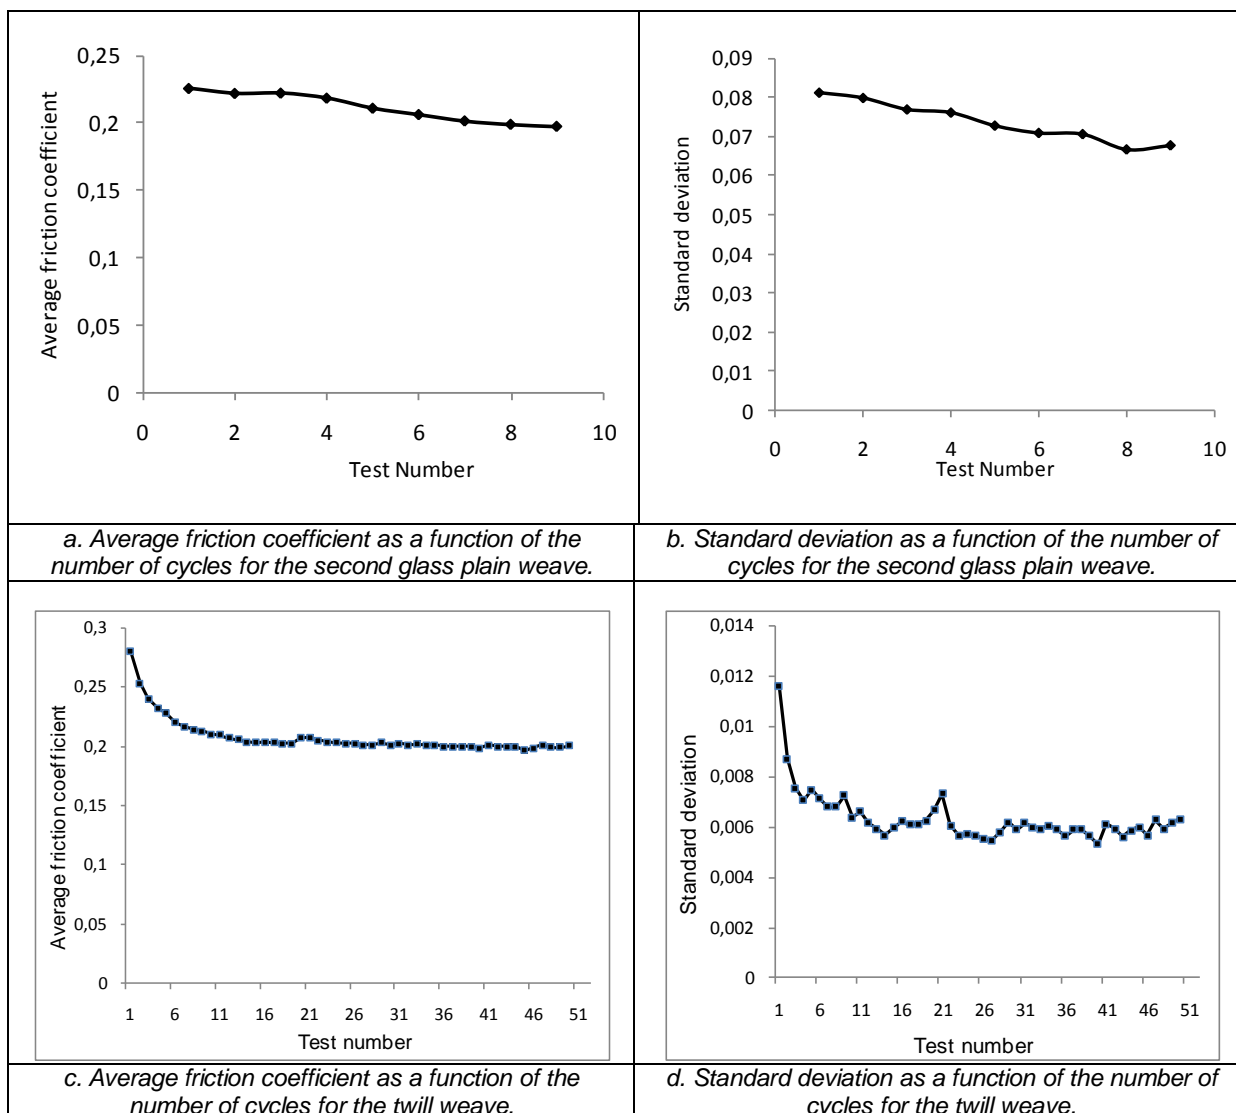 0,25
0,2
0,15
0,1
0,05
0
0 2 4 6 8 10
Average friction coefficient
Test Number
0,09
0,08
0,07
0,06
0,05
0,04
0,03
0,02
0,01
0
0 2 4 6 8 10
Standard deviation
Test Number
a. Average friction coefficient as a function of the
number of cycles for the second glass plain weave.
b. Standard deviation as a function of the number of
cycles for the second glass plain weave.
0,3
0,25
0,2
0,15
0,1
0,05
0
1 6 11 16 21 26 31 36 41 46 51
Average friction coefficient
Test number
0,014
0,012
0,01
0,008
0,006
0,004
0,002
0
1 6 11 16 21 26 31 36 41 46 51
Standard deviation
Test number
c. Average friction coefficient as a function of the
number of cycles for the twill weave.
d. Standard deviation as a function of the number of
cycles for the twill weave.